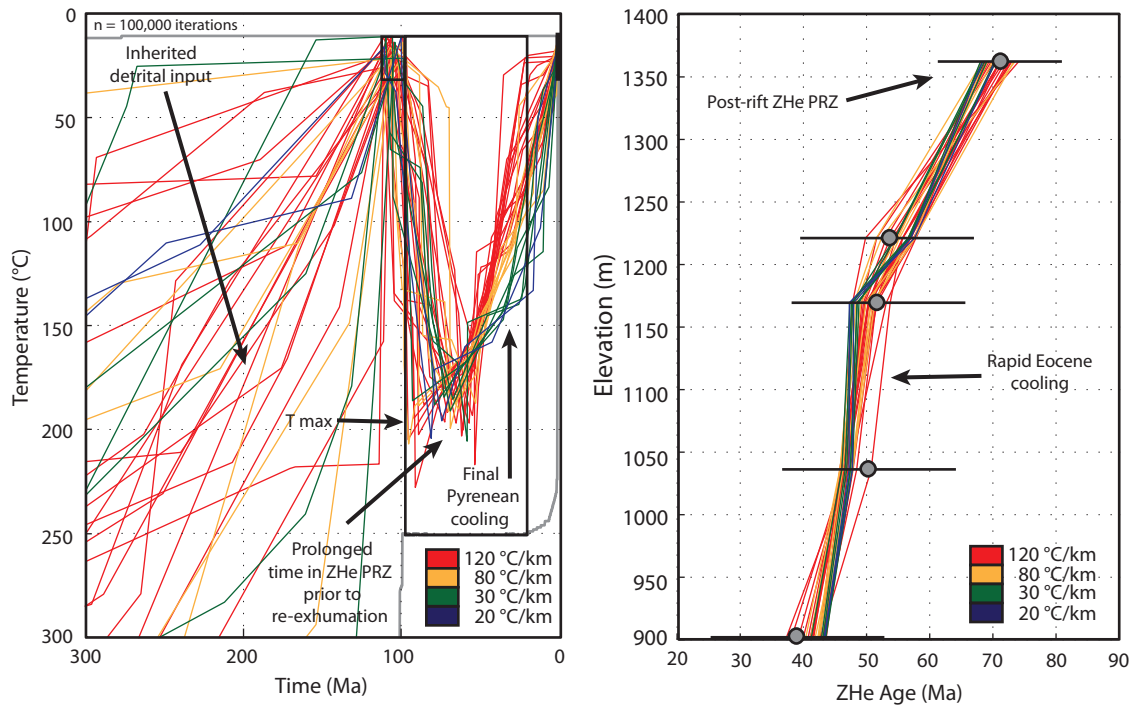 n = 100,000 iterations
Inherited
detrital input
T max
Final
Pyrenean
cooling
Prolonged
time in ZHe PRZ
prior to
re-exhumation
120 °C/km
80 °C/km
30 °C/km
20 °C/km
0
50
100
150
200
250
300
Temperature (°C)
300
200
100
0
Time (Ma)
Post-rift ZHe PRZ
Rapid Eocene
cooling
120 °C/km
80 °C/km
30 °C/km
20 °C/km
1400
1350
1300
1250
1200
1150
1100
1050
1000
950
900
Elevation (m)
20
30
40
50
60
70
80
90
ZHe Age (Ma)